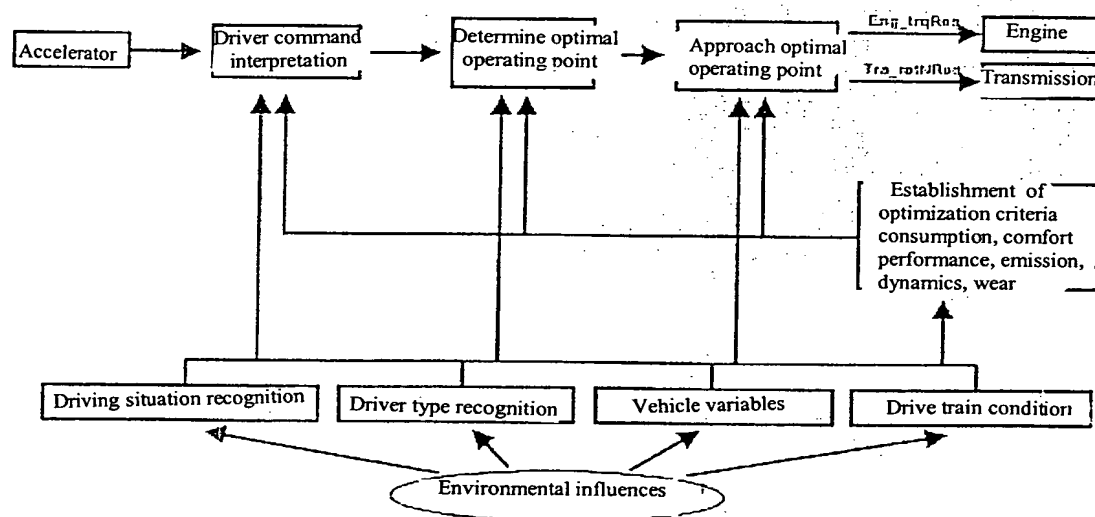 Accelerator
Driver command
interpretation
Determine optimal
operating point
Approach optimal
operating point
Engine
Transmission
Establishment of
optimization criteria
consumption, comfort
performance, emission,
dynamics, wear
Driving situation recognition
Driver type recognition
Vehicle variables
Drive train condition
Environmental influences